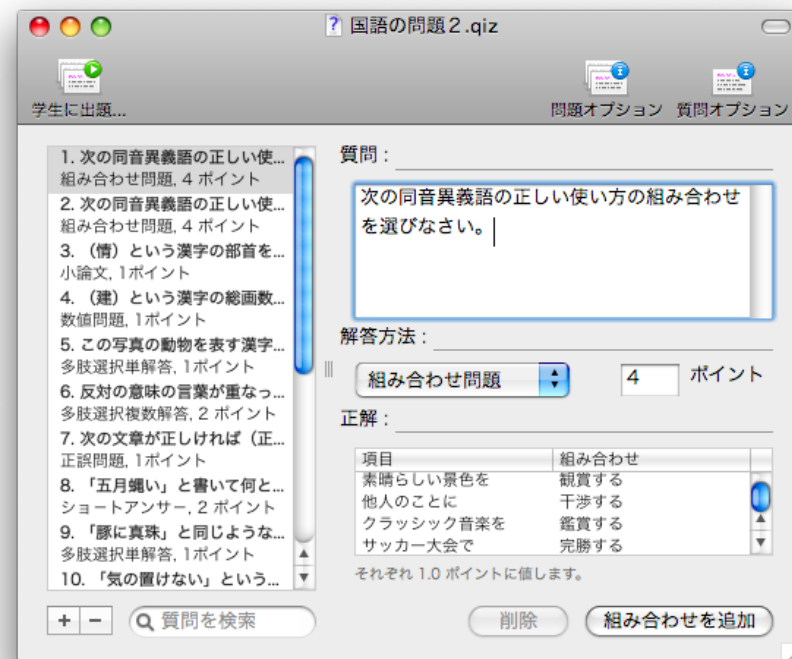 国語の問題２.qiz
学生に出題...
問題オプション
質問オプション
1. 次の同音異義語の正しい使...
組み合わせ問題, 4 ポイント
2. 次の同音異義語の正しい使...
組み合わせ問題, 4 ポイント
3. （情）という漢字の部首を...
小論文, 1ポイント
4. （建）という漢字の総画数...
数値問題, 1ポイント
5. この写真の動物を表す漢字...
多肢選択単解答, 1ポイント
6. 反対の意味の言葉が重なっ...
多肢選択複数解答, 2 ポイント
7. 次の文章が正しければ（正...
正誤問題, 1ポイント
8. 「五月蝿い」と書いて何と...
ショートアンサー, 2 ポイント
9. 「豚に真珠」と同じような...
多肢選択単解答, 1ポイント
10. 「気の置けない」という...
質問を検索
質問：
次の同音異義語の正しい使い方の組み合わせ
を選びなさい。
解答方法：
組み合わせ問題
4 ポイント
正解：
項目 組み合わせ
素晴らしい景色を 観賞する
他人のことに 干渉する
クラッシック音楽を 鑑賞する
サッカー大会で 完勝する
それぞれ 1.0 ポイントに値します。
削除
組み合わせを追加